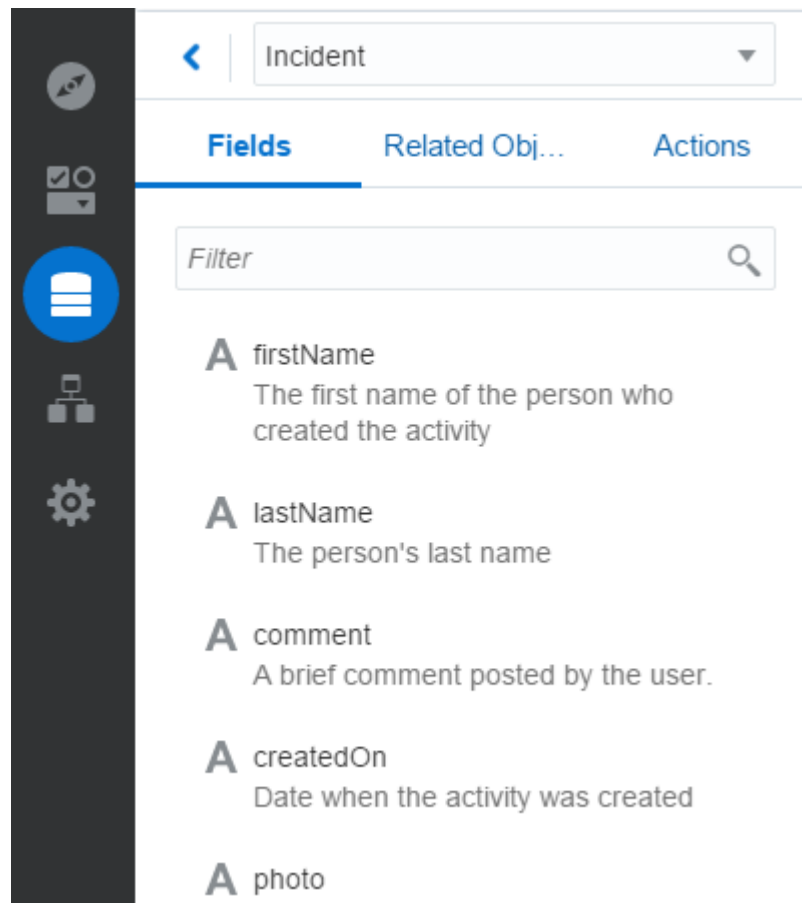 Incident
Fields Related Obj... Actions
Filter
A firstName
The first name of the person who
created the activity
A lastName
The person's last name
A comment
A brief comment posted by the user.
A createdOn
Date when the activity was created
A photo